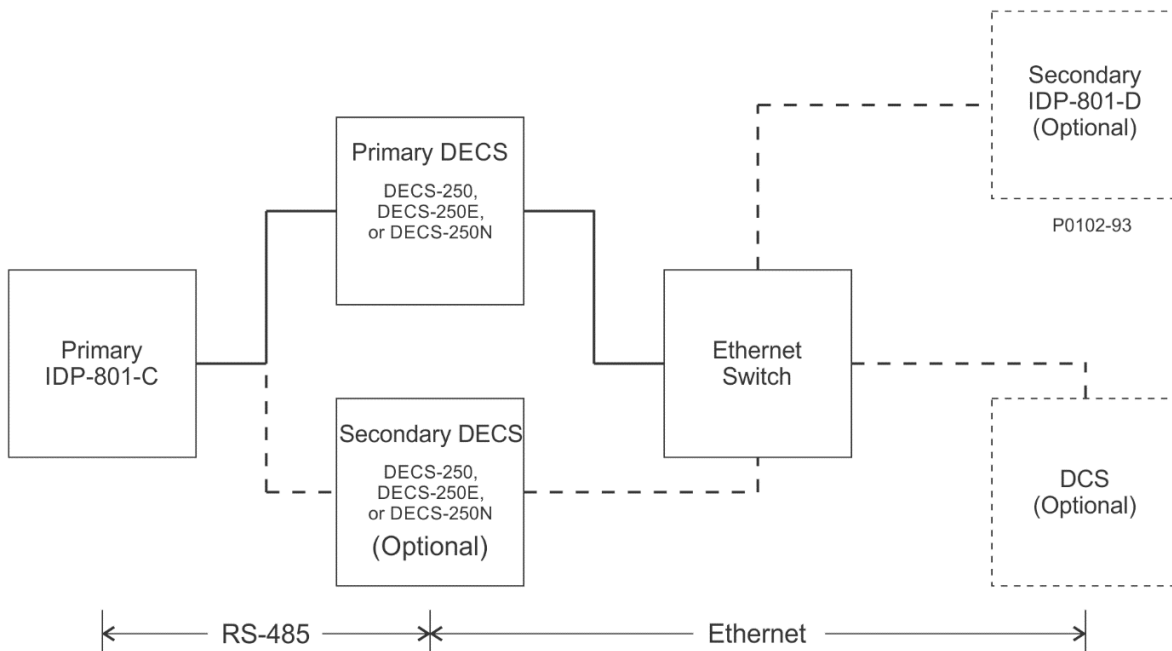 Secondary
IDP-801-D
(Optional)
P0102-93
Primary DECS
DECS-250,
DECS-250E,
or DECS-250N
Primary
IDP-801-C
Ethernet
Switch
Secondary DECS
DECS-250,
DECS-250E,
or DECS-250N
(Optional)
DCS
(Optional)
RS-485
Ethernet